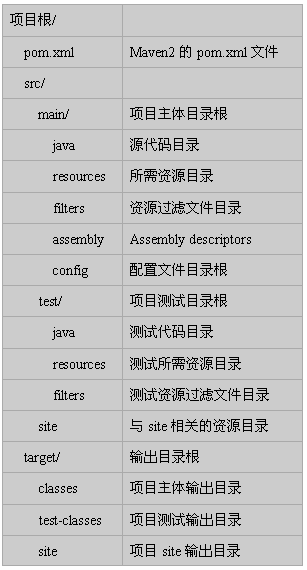 项目根/
pom.xml Maven2 的 pom.xml 文件
src/
main/ 项目主体目录根
java 源代码目录
resources 所需资源目录
filters 资源过滤文件目录
assembly Assembly descriptors
config 配置文件目录根
test/ 项目测试目录根
java 测试代码目录
resources 测试所需资源目录
filters 测试资源过滤文件目录
site 与 site 相关的资源目录
target/ 输出目录根
classes 项目主体输出目录
test-classes 项目测试输出目录
site 项目 site 输出目录